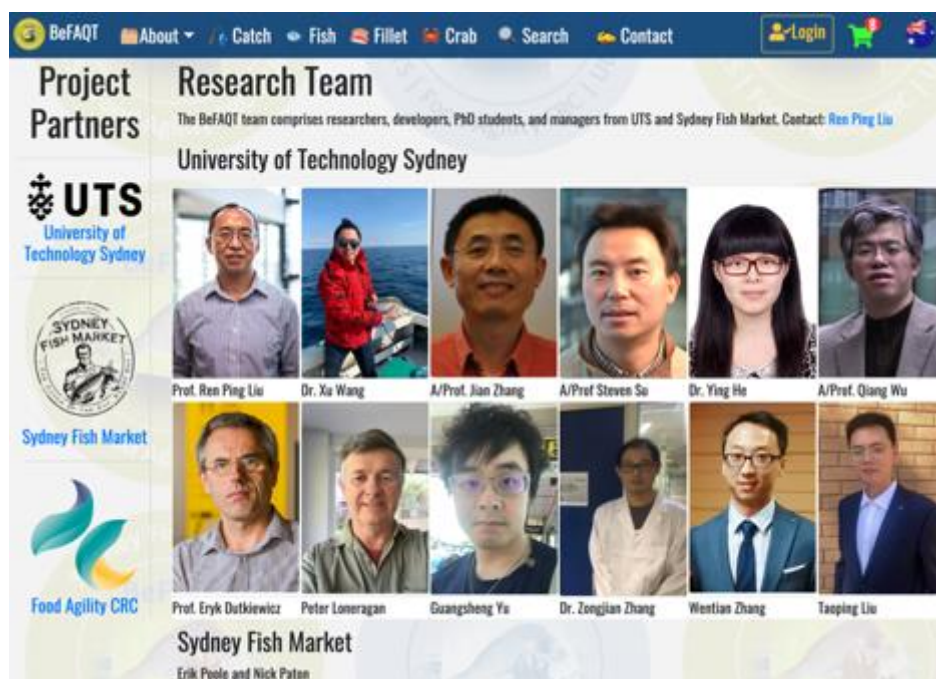 BeFAQT About Catch Fish Fillet Crab Search Contact Login
Project
Partners
UTS
University of
Technology Sydney
SYDNEY
FISH MARKET
Sydney Fish Market
Food Agility CRC
Research Team
The BeFAQT team comprises researchers, developers, PhD students, and managers from UTS and Sydney Fish Market. Contact: Ren Ping Liu
University of Technology Sydney
Prof. Ren Ping Liu Dr. Xu Wang A/Prof. Jian Zhang A/Prof Steven Su Dr. Ying He A/Prof. Qiang Wu
Prof. Eryk Dutkiewicz Peter Loneragan Guangsheng Yu Dr. Zongjian Zhang Wentian Zhang Taoping Liu
Sydney Fish Market
Erik Poole and Nick Paton